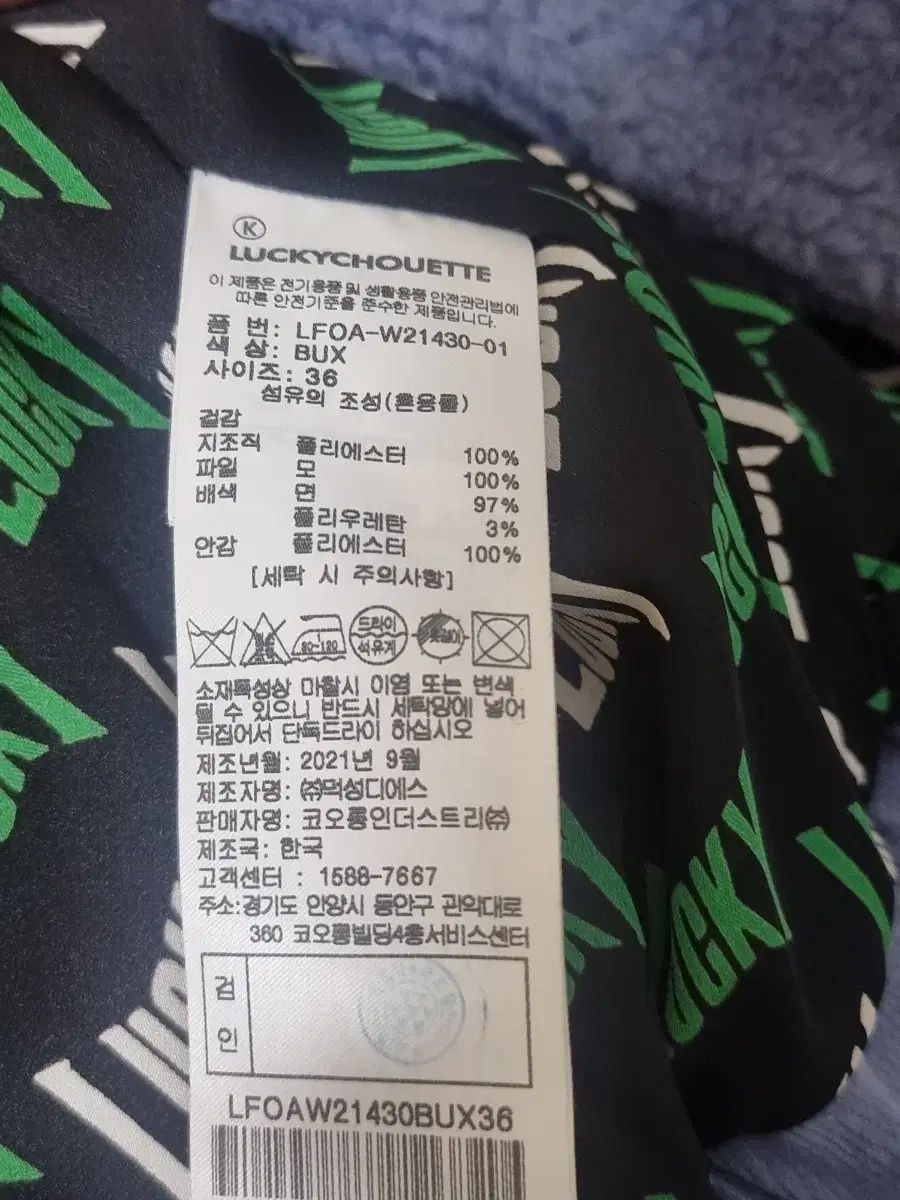 K
LUCKYCHOUETTE
이 제품은 전기용품 및 생활용품 안전관리법에
따른 안전기준을 준수한 제품입니다.
품 번: LFOA-W21430-01
색 상: BUX
사이즈: 36
섬유의 조성(혼용률)
겉감
지조직 폴리에스터 100%
파일 모 100%
배색 면 97%
폴리우레탄 3%
안감 폴리에스터 100%
[세탁 시 주의사항]
80~120
드라이
석유계
소재특성상 마찰시 이염 또는 변색
될 수 있으니 반드시 세탁망에 넣어
뒤집어서 단독드라이 하십시오
제조년월: 2021년 9월
제조자명: ㈜덕성디에스
판매자명: 코오롱인더스트리㈜
제조국: 한국
고객센터 : 1588-7667
주소:경기도 안양시 동안구 관악대로
360 코오롱빌딩4층서비스센터
검
인
LFOAW21430BUX36
LUCKY
LUCKY
LUCKY
LUCKY